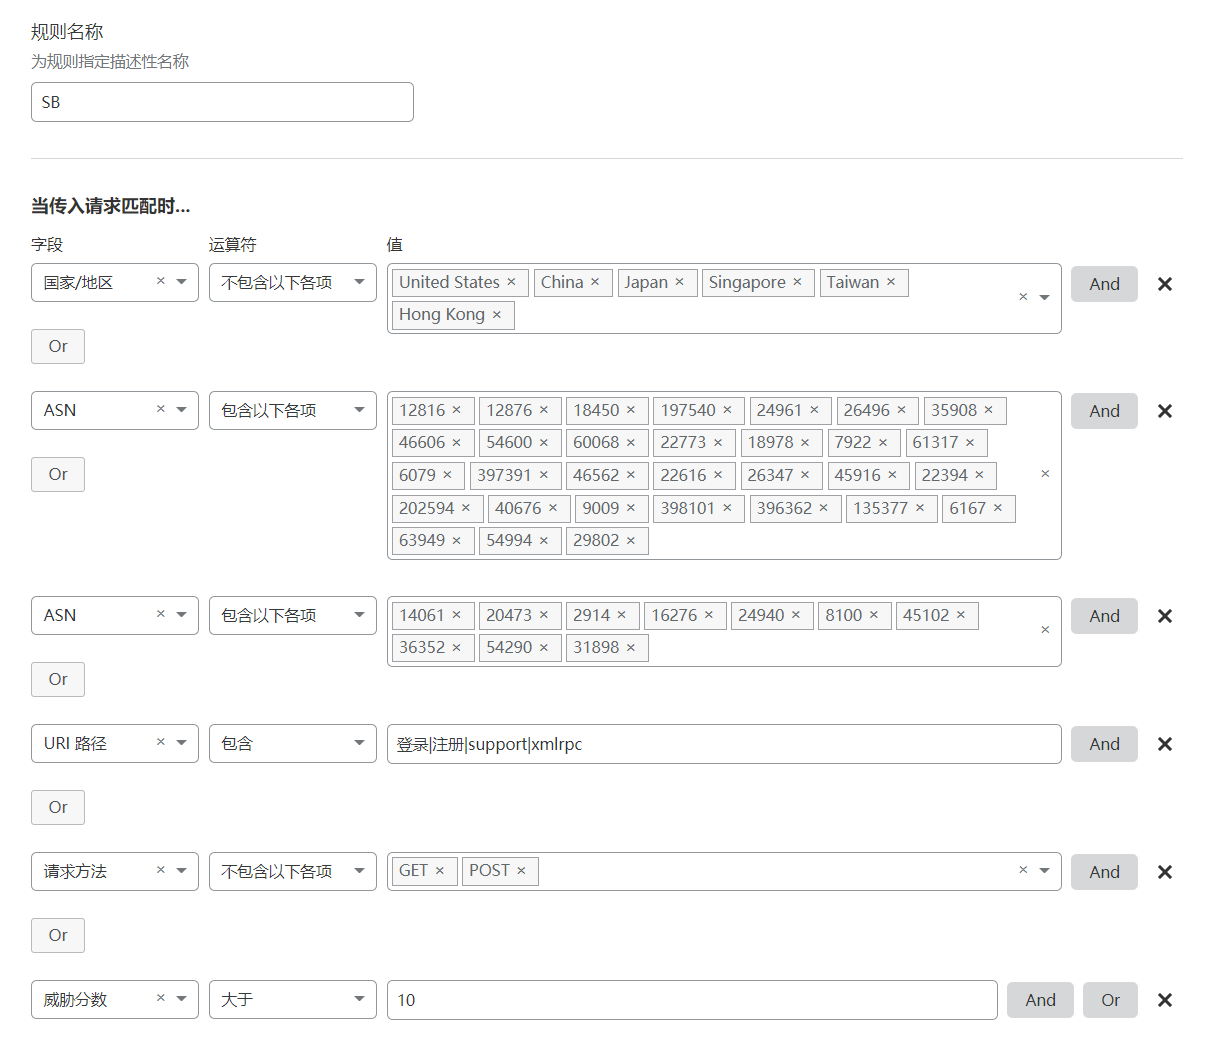 规则名称
为规则指定描述性名称
SB
当传入请求匹配时...
字段 运算符 值
国家/地区 × 不包含以下各项 United States × China × Japan × Singapore × Taiwan × × And ×
Hong Kong ×
Or
ASN × 包含以下各项 12816 × 12876 × 18450 × 197540 × 24961 × 26496 × 35908 × And ×
46606 × 54600 × 60068 × 22773 × 18978 × 7922 × 61317 ×
6079 × 397391 × 46562 × 22616 × 26347 × 45916 × 22394 × ×
Or
202594 × 40676 × 9009 × 398101 × 396362 × 135377 × 6167 ×
63949 × 54994 × 29802 ×
ASN × 包含以下各项 14061 × 20473 × 2914 × 16276 × 24940 × 8100 × 45102 × × And ×
36352 × 54290 × 31898 ×
Or
URI 路径 × 包含 登录|注册|support|xmlrpc And ×
Or
请求方法 × 不包含以下各项 GET × POST × × And ×
Or
威胁分数 × 大于 10 And Or ×